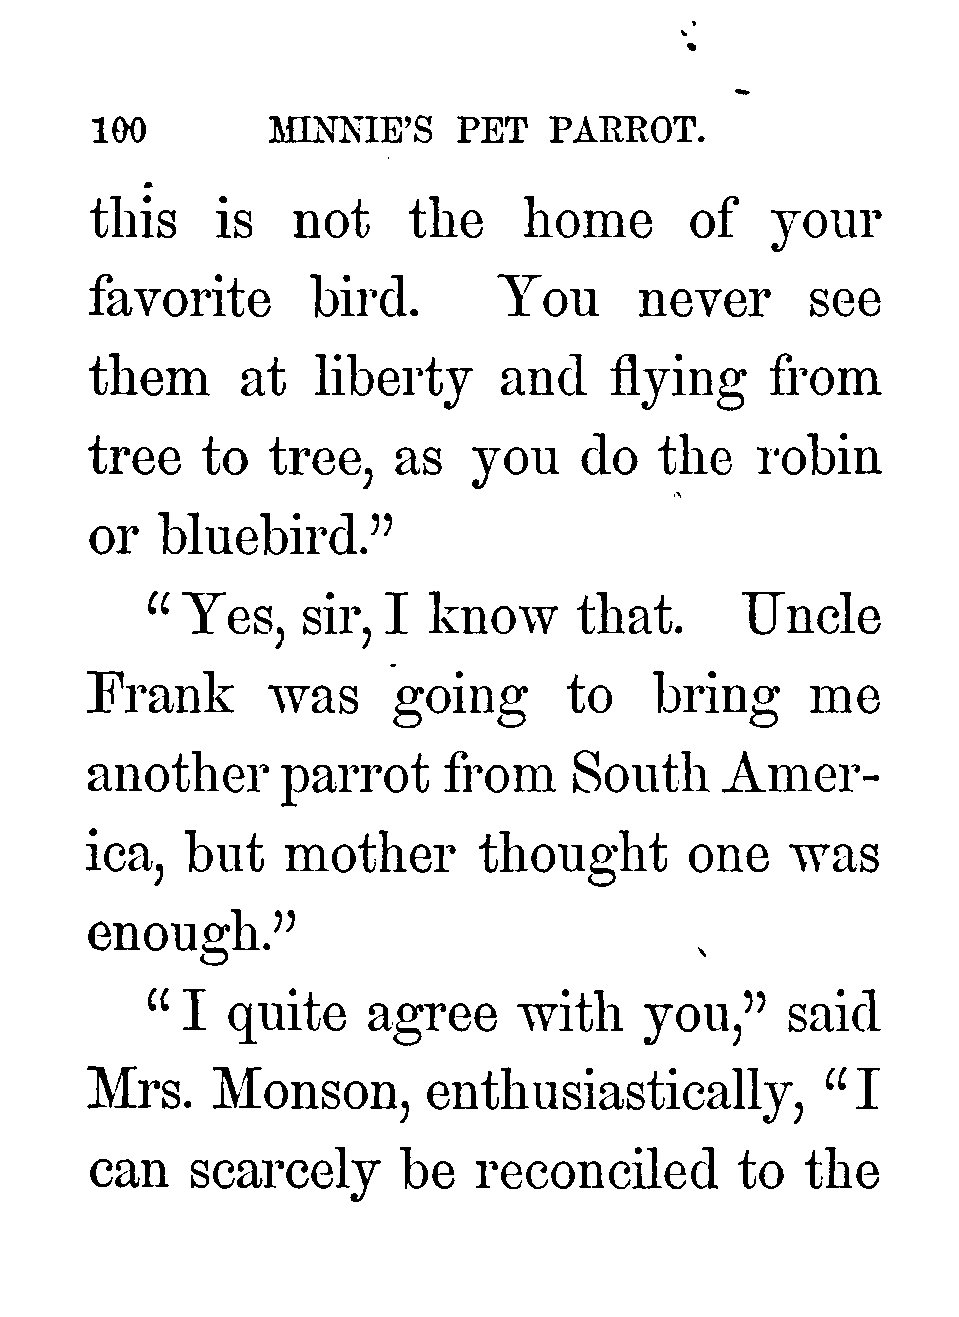 100 MINNIE'S PET PARROT.
this is not the home of your
favorite bird. You never see
them at liberty and flying from
tree to tree, as you do the robin
or bluebird."
"Yes, sir, I know that. Uncle
Frank was going to bring me
another parrot from South Amer-
ica, but mother thought one was
enough."
"I quite agree with you," said
Mrs. Monson, enthusiastically, "I
can scarcely be reconciled to the